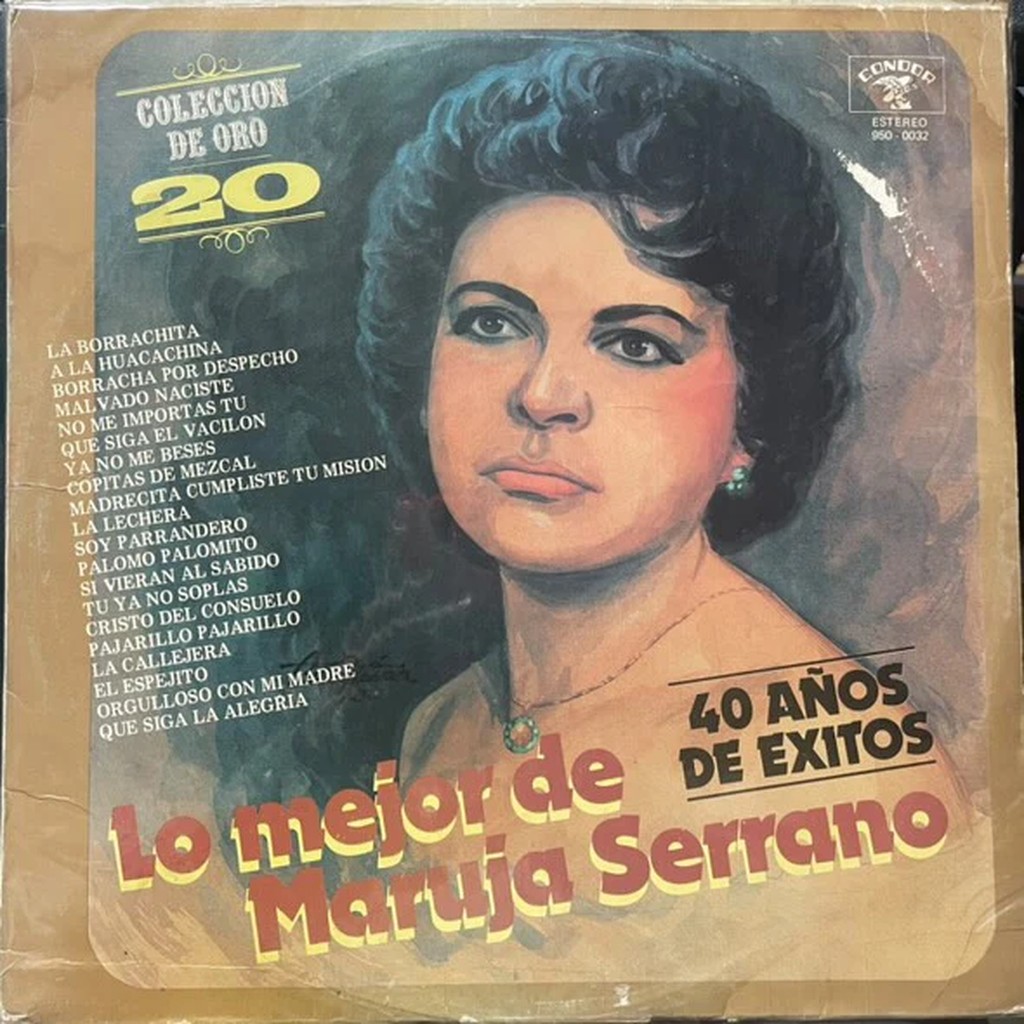 COLECCION
DE ORO
20
CONDOR
ESTEREO
950 - 0032
LA BORRACHITA
A LA HUACACHINA
BORRACHA POR DESPECHO
MALVADO NACISTE
NO ME IMPORTAS TU
QUE SIGA EL VACILON
YA NO ME BESES
COPITAS DE MEZCAL
MADRECITA CUMPLISTE TU MISION
LA LECHERA
SOY PARRANDERO
PALOMO PALOMITO
SI VIERAN AL SABIDO
TU YA NO SOPLAS
CRISTO DEL CONSUELO
PAJARILLO PAJARILLO
LA CALLEJERA
EL ESPEJITO
ORGULLOSO CON MI MADRE
QUE SIGA LA ALEGRIA
40 AÑOS
DE EXITOS
Lo mejor de
Maruja Serrano